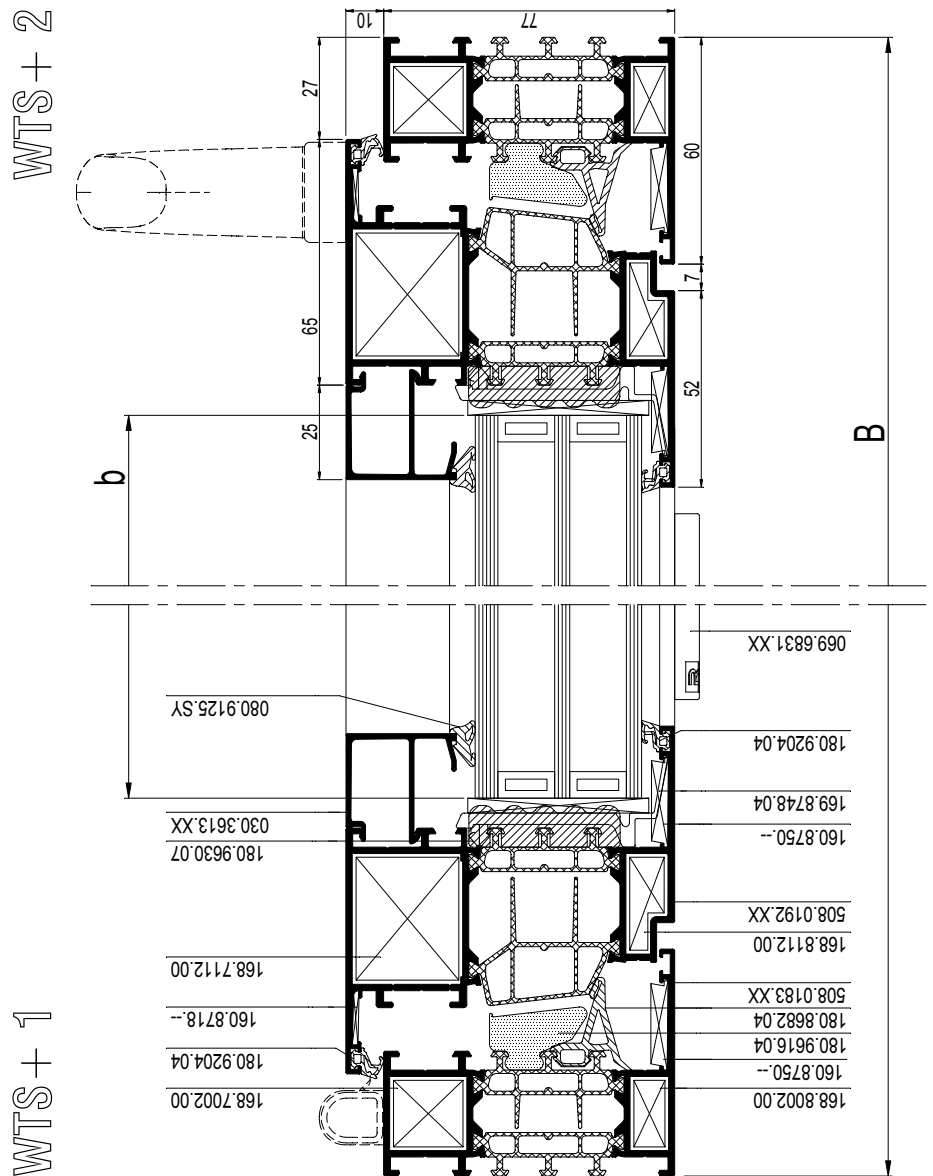 WTS + 2
10
77
27
65
25
60
7
52
b
B
069.6831.XX
080.9125.SY
180.9204.04
169.8748.04
160.8750.--
030.3613.XX
180.9630.07
508.0192.XX
168.8112.00
168.7112.00
508.0183.XX
180.8682.04
180.9616.04
160.8750.--
168.8002.00
160.8718.--
180.9204.04
168.7002.00
WTS + 1
R